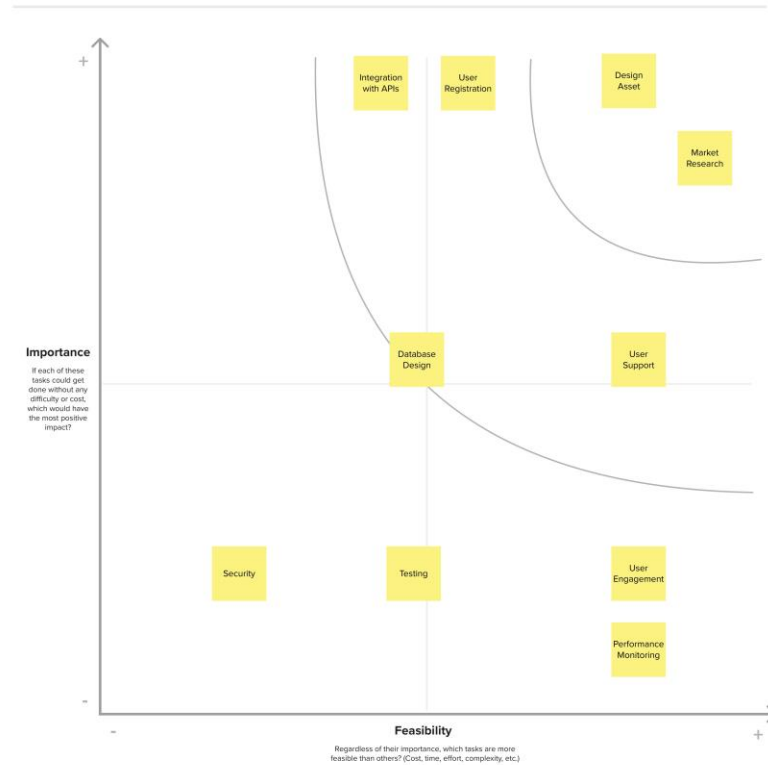 +
Integration
with APIs
User
Registration
Design
Asset
Market
Research
Importance
If each of these
tasks could get
done without any
difficulty or cost,
which would have
the most positive
impact?
Database
Design
User
Support
Security
Testing
User
Engagement
Performance
Monitoring
-
-
Feasibility
+
Regardless of their importance, which tasks are more
feasible than others? (Cost, time, effort, complexity, etc.)